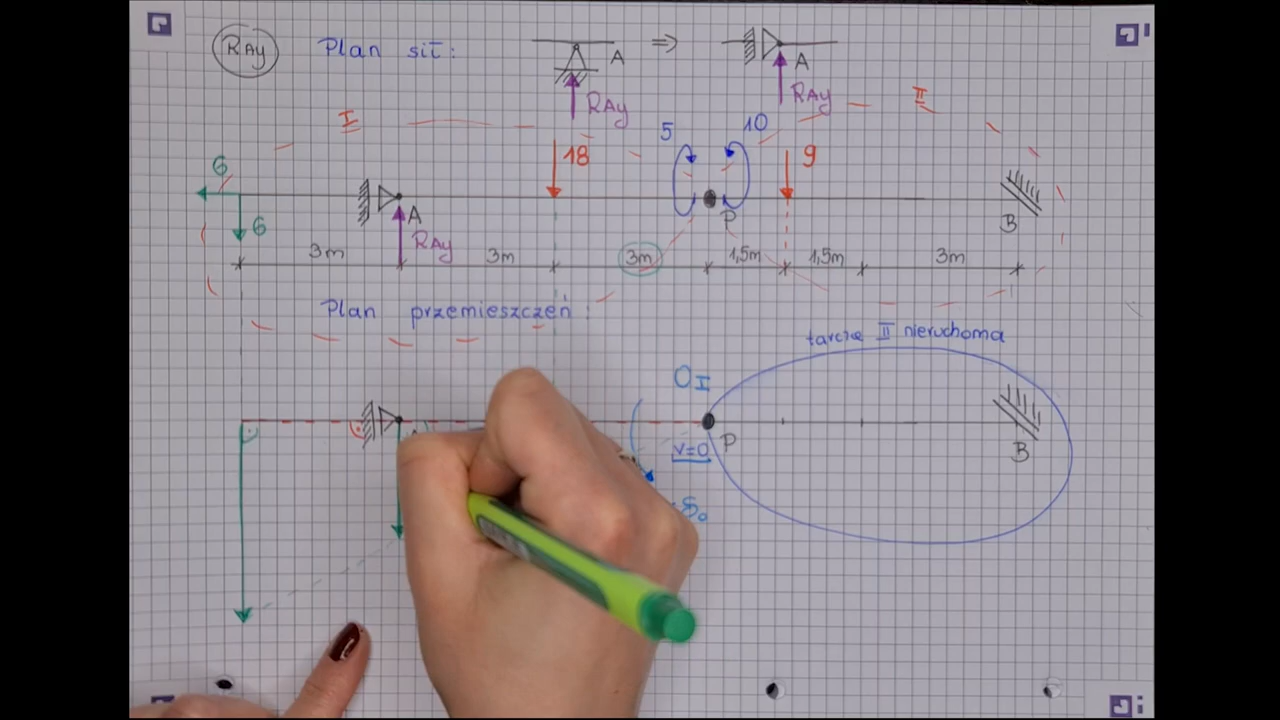 RAy Plan sił: A ⇒ A
RAy RAy
I II
5 10
6 18 9
A P B
6 RAy
3m 3m 3m 1,5m 1,5m 3m
Plan przemieszczeń:
tarcza II nieruchoma
OI
P B
v=0